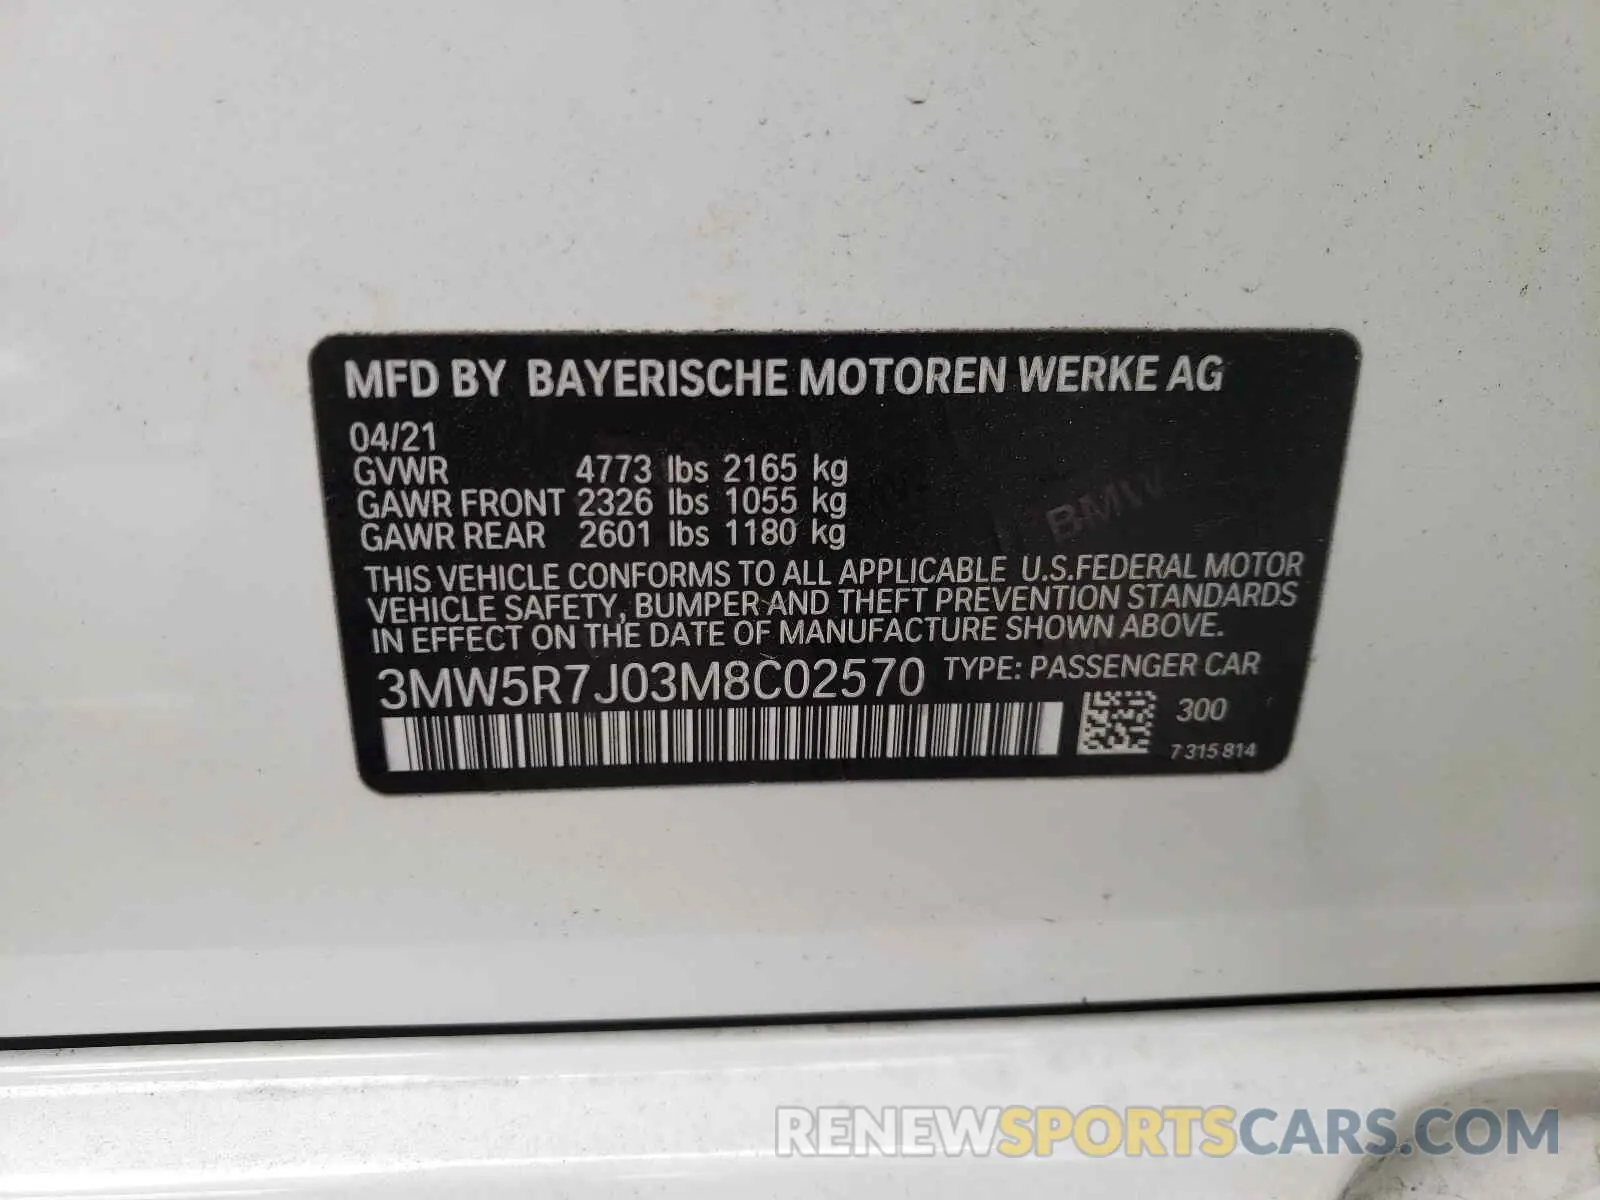 MFD BY BAYERISCHE MOTOREN WERKE AG
04/21
GVWR 4773 lbs 2165 kg
GAWR FRONT 2326 lbs 1055 kg
GAWR REAR 2601 lbs 1180 kg
BMW
THIS VEHICLE CONFORMS TO ALL APPLICABLE U.S.FEDERAL MOTOR
VEHICLE SAFETY, BUMPER AND THEFT PREVENTION STANDARDS
IN EFFECT ON THE DATE OF MANUFACTURE SHOWN ABOVE.
3MW5R7J03M8C02570 TYPE: PASSENGER CAR
300
7 315 814
RENEWSPORTSCARS.COM